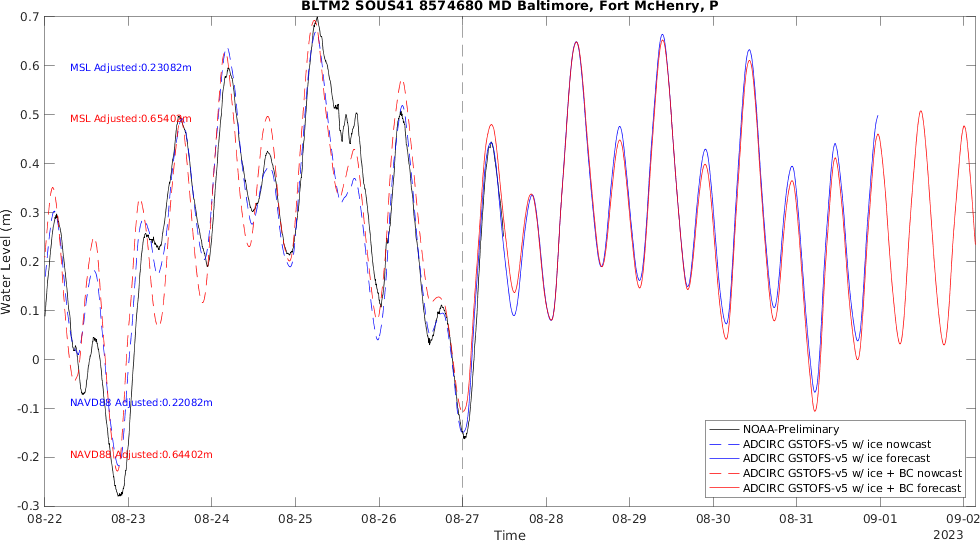 BLTM2 SOUS41 8574680 MD Baltimore, Fort McHenry, P
0.7
0.6
0.5
0.4
0.3
0.2
0.1
0
-0.1
-0.2
-0.3
Water Level (m)
MSL Adjusted:0.23082m
MSL Adjusted:0.65402m
NAVD88 Adjusted:0.22082m
NAVD88 Adjusted:0.64402m
NOAA-Preliminary
ADCIRC GSTOFS-v5 w/ ice nowcast
ADCIRC GSTOFS-v5 w/ ice forecast
ADCIRC GSTOFS-v5 w/ ice + BC nowcast
ADCIRC GSTOFS-v5 w/ ice + BC forecast
08-22 08-23 08-24 08-25 08-26 08-27 08-28 08-29 08-30 08-31 09-01 09-02
Time
2023